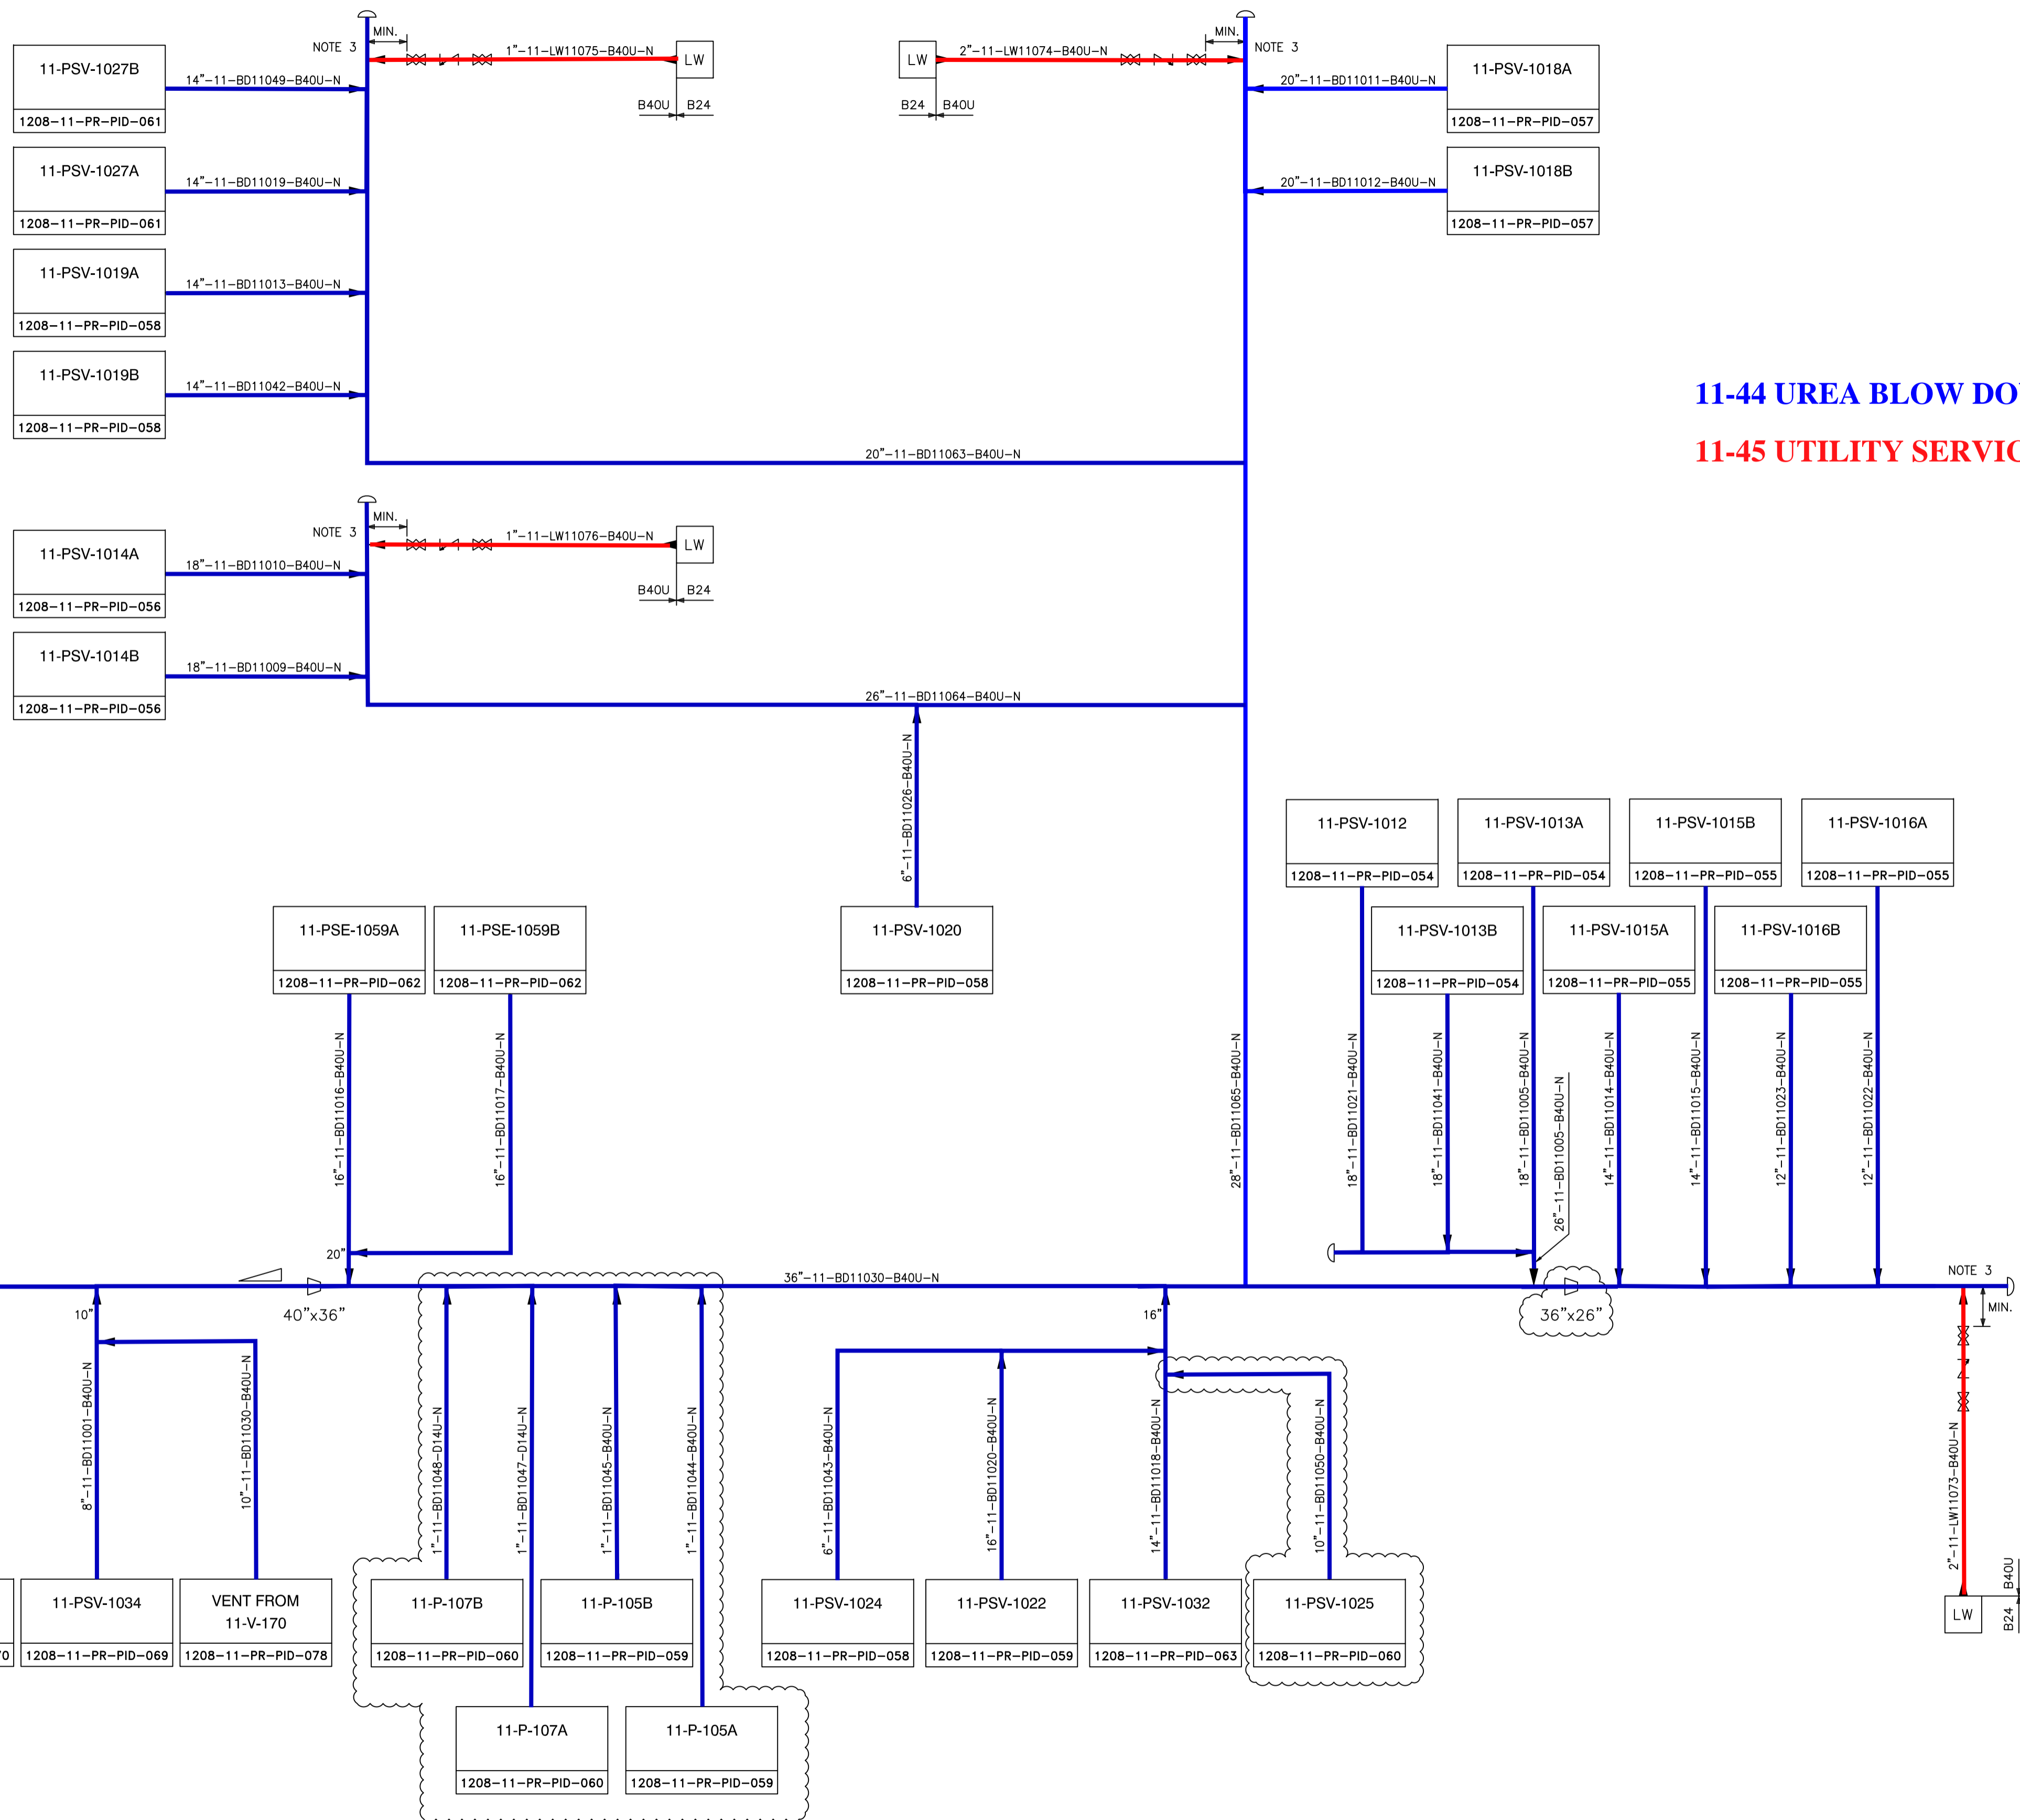 11-PSV-1027B
1208-11-PR-PID-061
14"-11-BD11049-B40U-N
NOTE 3
MIN.
1"-11-LW11075-B40U-N
LW
B40U
B24
LW
2"-11-LW11074-B40U-N
MIN.
NOTE 3
B24
B40U
20"-11-BD11011-B40U-N
11-PSV-1018A
1208-11-PR-PID-057
11-PSV-1027A
1208-11-PR-PID-061
14"-11-BD11019-B40U-N
20"-11-BD11012-B40U-N
11-PSV-1018B
1208-11-PR-PID-057
11-PSV-1019A
1208-11-PR-PID-058
14"-11-BD11013-B40U-N
11-PSV-1019B
1208-11-PR-PID-058
14"-11-BD11042-B40U-N
11-44 UREA BLOW DO
11-45 UTILITY SERVIC
20"-11-BD11063-B40U-N
11-PSV-1014A
1208-11-PR-PID-056
18"-11-BD11010-B40U-N
NOTE 3
MIN.
1"-11-LW11076-B40U-N
LW
B40U
B24
11-PSV-1014B
1208-11-PR-PID-056
18"-11-BD11009-B40U-N
26"-11-BD11064-B40U-N
6"-11-BD11026-B40U-N
11-PSV-1020
1208-11-PR-PID-058
11-PSE-1059A
1208-11-PR-PID-062
11-PSE-1059B
1208-11-PR-PID-062
16"-11-BD11016-B40U-N
16"-11-BD11017-B40U-N
20"
28"-11-BD11065-B40U-N
11-PSV-1012
1208-11-PR-PID-054
11-PSV-1013A
1208-11-PR-PID-054
11-PSV-1015B
1208-11-PR-PID-055
11-PSV-1016A
1208-11-PR-PID-055
11-PSV-1013B
1208-11-PR-PID-054
11-PSV-1015A
1208-11-PR-PID-055
11-PSV-1016B
1208-11-PR-PID-055
18"-11-BD11021-B40U-N
18"-11-BD11041-B40U-N
18"-11-BD11005-B40U-N
26"-11-BD11005-B40U-N
14"-11-BD11014-B40U-N
14"-11-BD11015-B40U-N
12"-11-BD11023-B40U-N
12"-11-BD11022-B40U-N
36"-11-BD11030-B40U-N
40"x36"
36"x26"
NOTE 3
MIN.
10"
16"
8"-11-BD11001-B40U-N
10"-11-BD11030-B40U-N
1"-11-BD11048-D14U-N
1"-11-BD11047-D14U-N
1"-11-BD11045-B40U-N
1"-11-BD11044-B40U-N
6"-11-BD11043-B40U-N
16"-11-BD11020-B40U-N
14"-11-BD11018-B40U-N
10"-11-BD11050-B40U-N
2"-11-LW11073-B40U-N
LW
B40U
B24
70
11-PSV-1034
1208-11-PR-PID-069
VENT FROM
11-V-170
1208-11-PR-PID-078
11-P-107B
1208-11-PR-PID-060
11-P-105B
1208-11-PR-PID-059
11-PSV-1024
1208-11-PR-PID-058
11-PSV-1022
1208-11-PR-PID-059
11-PSV-1032
1208-11-PR-PID-063
11-PSV-1025
1208-11-PR-PID-060
11-P-107A
1208-11-PR-PID-060
11-P-105A
1208-11-PR-PID-059